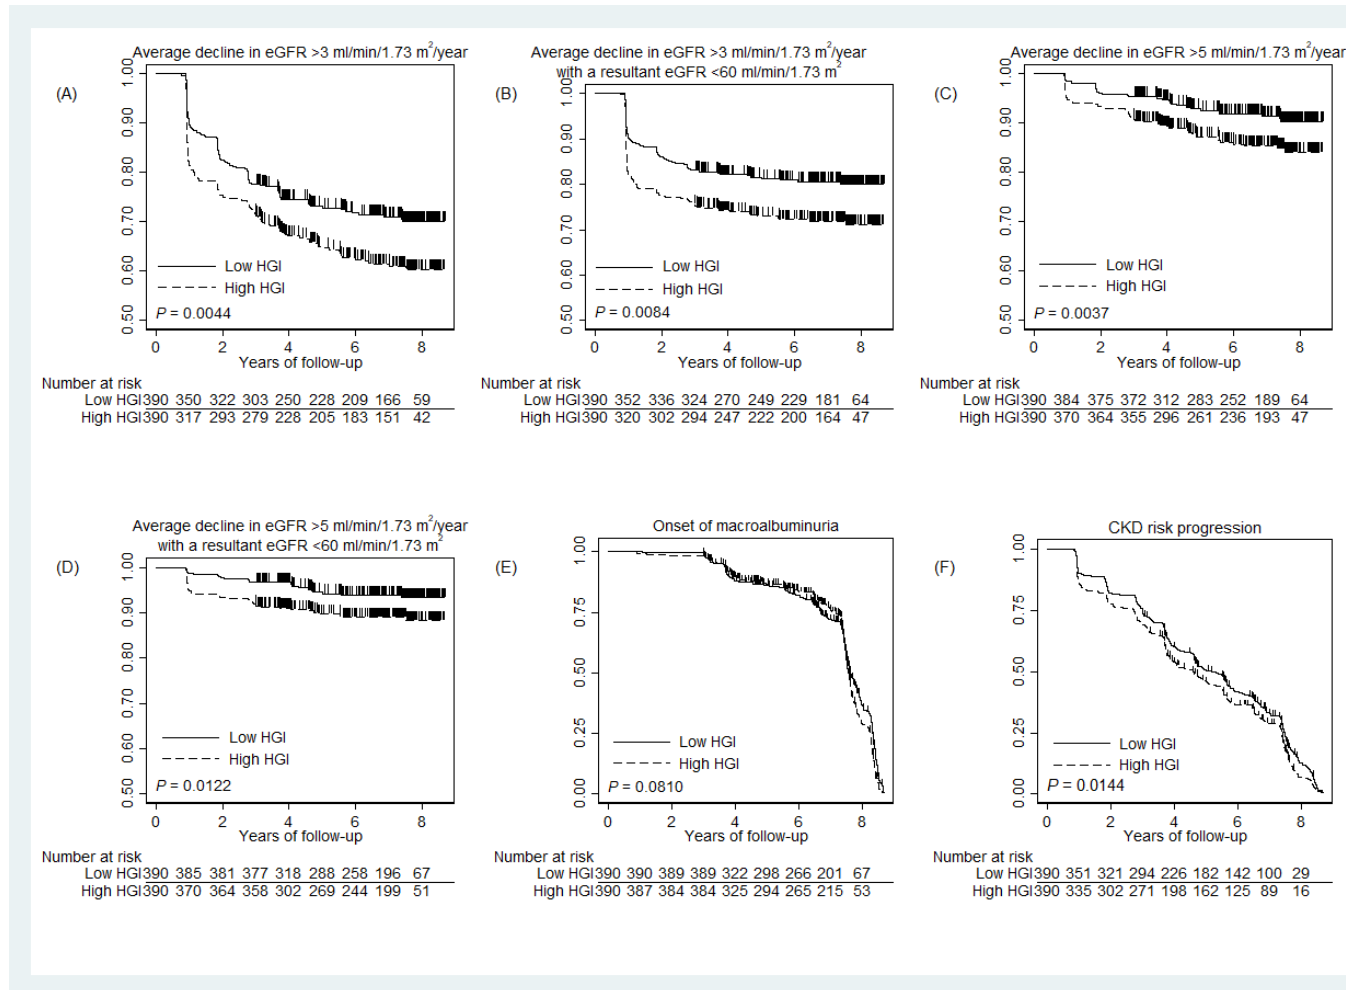 Average decline in eGFR >3 ml/min/1.73 m²/year
(A)
1.00
0.90
0.80
0.70
0.60
0.50
Low HGI
High HGI
P = 0.0044
0 2 4 6 8
Years of follow-up
Number at risk
Low HGI 390 350 322 303 250 228 209 166 59
High HGI 390 317 293 279 228 205 183 151 42
Average decline in eGFR >3 ml/min/1.73 m²/year
with a resultant eGFR <60 ml/min/1.73 m²
(B)
1.00
0.90
0.80
0.70
0.60
0.50
Low HGI
High HGI
P = 0.0084
0 2 4 6 8
Years of follow-up
Number at risk
Low HGI 390 352 336 324 270 249 229 181 64
High HGI 390 320 302 294 247 222 200 164 47
Average decline in eGFR >5 ml/min/1.73 m²/year
(C)
1.00
0.90
0.80
0.70
0.60
0.50
Low HGI
High HGI
P = 0.0037
0 2 4 6 8
Years of follow-up
Number at risk
Low HGI 390 384 375 372 312 283 252 189 64
High HGI 390 370 364 355 296 261 236 193 47
Average decline in eGFR >5 ml/min/1.73 m²/year
with a resultant eGFR <60 ml/min/1.73 m²
(D)
1.00
0.90
0.80
0.70
0.60
0.50
Low HGI
High HGI
P = 0.0122
0 2 4 6 8
Years of follow-up
Number at risk
Low HGI 390 385 381 377 318 288 258 196 67
High HGI 390 370 364 358 302 269 244 199 51
Onset of macroalbuminuria
(E)
1.00
0.75
0.50
0.25
0.00
Low HGI
High HGI
P = 0.0810
0 2 4 6 8
Years of follow-up
Number at risk
Low HGI 390 390 389 389 322 298 266 201 67
High HGI 390 387 384 384 325 294 265 215 53
CKD risk progression
(F)
1.00
0.75
0.50
0.25
0.00
Low HGI
High HGI
P = 0.0144
0 2 4 6 8
Years of follow-up
Number at risk
Low HGI 390 351 321 294 226 182 142 100 29
High HGI 390 335 302 271 198 162 125 89 16